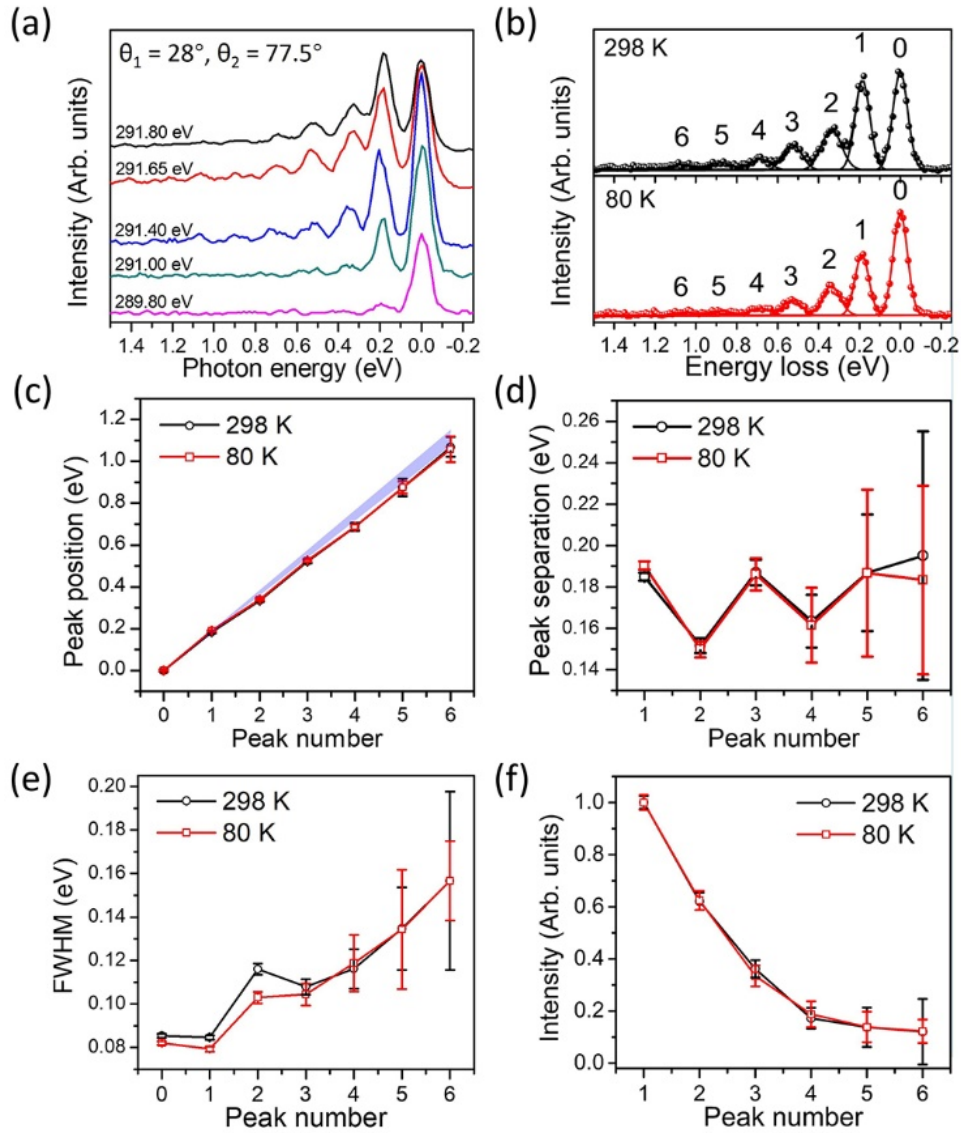 (a)
θ₁ = 28°, θ₂ = 77.5°
291.80 eV
291.65 eV
291.40 eV
291.00 eV
289.80 eV
Intensity (Arb. units)
1.4 1.2 1.0 0.8 0.6 0.4 0.2 0.0 -0.2
Photon energy (eV)
(b)
298 K
6 5 4 3 2 1 0
80 K
6 5 4 3 2 1 0
Intensity (Arb. units)
1.4 1.2 1.0 0.8 0.6 0.4 0.2 0.0 -0.2
Energy loss (eV)
(c)
298 K
80 K
Peak position (eV)
1.2
1.0
0.8
0.6
0.4
0.2
0.0
0 1 2 3 4 5 6
Peak number
(d)
298 K
80 K
Peak separation (eV)
0.26
0.24
0.22
0.20
0.18
0.16
0.14
1 2 3 4 5 6
Peak number
(e)
298 K
80 K
FWHM (eV)
0.20
0.18
0.16
0.14
0.12
0.10
0.08
0 1 2 3 4 5 6
Peak number
(f)
298 K
80 K
Intensity (Arb. units)
1.0
0.8
0.6
0.4
0.2
0.0
1 2 3 4 5 6
Peak number